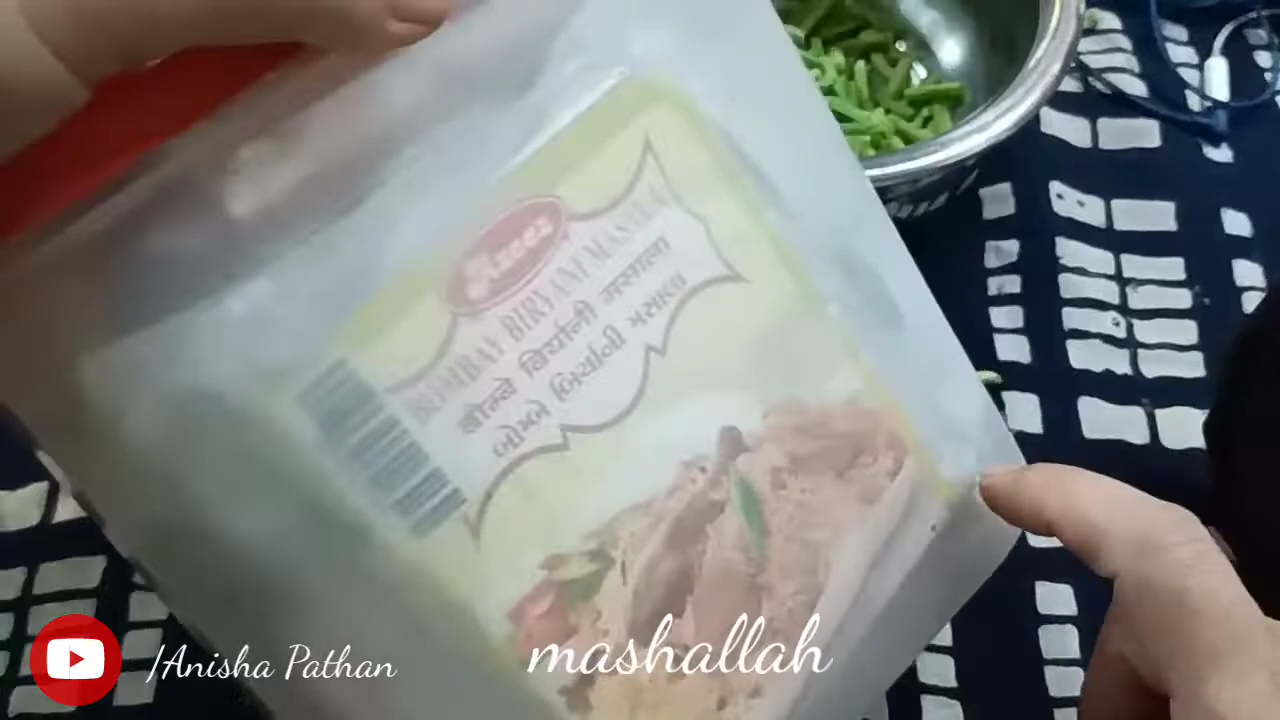 BOMBAY BIRYANI MASALA
बोम्बे बिर्यानी मसाला
બોમ્બે બિર્યાની મસાલા
/Anisha Pathan
mashallah